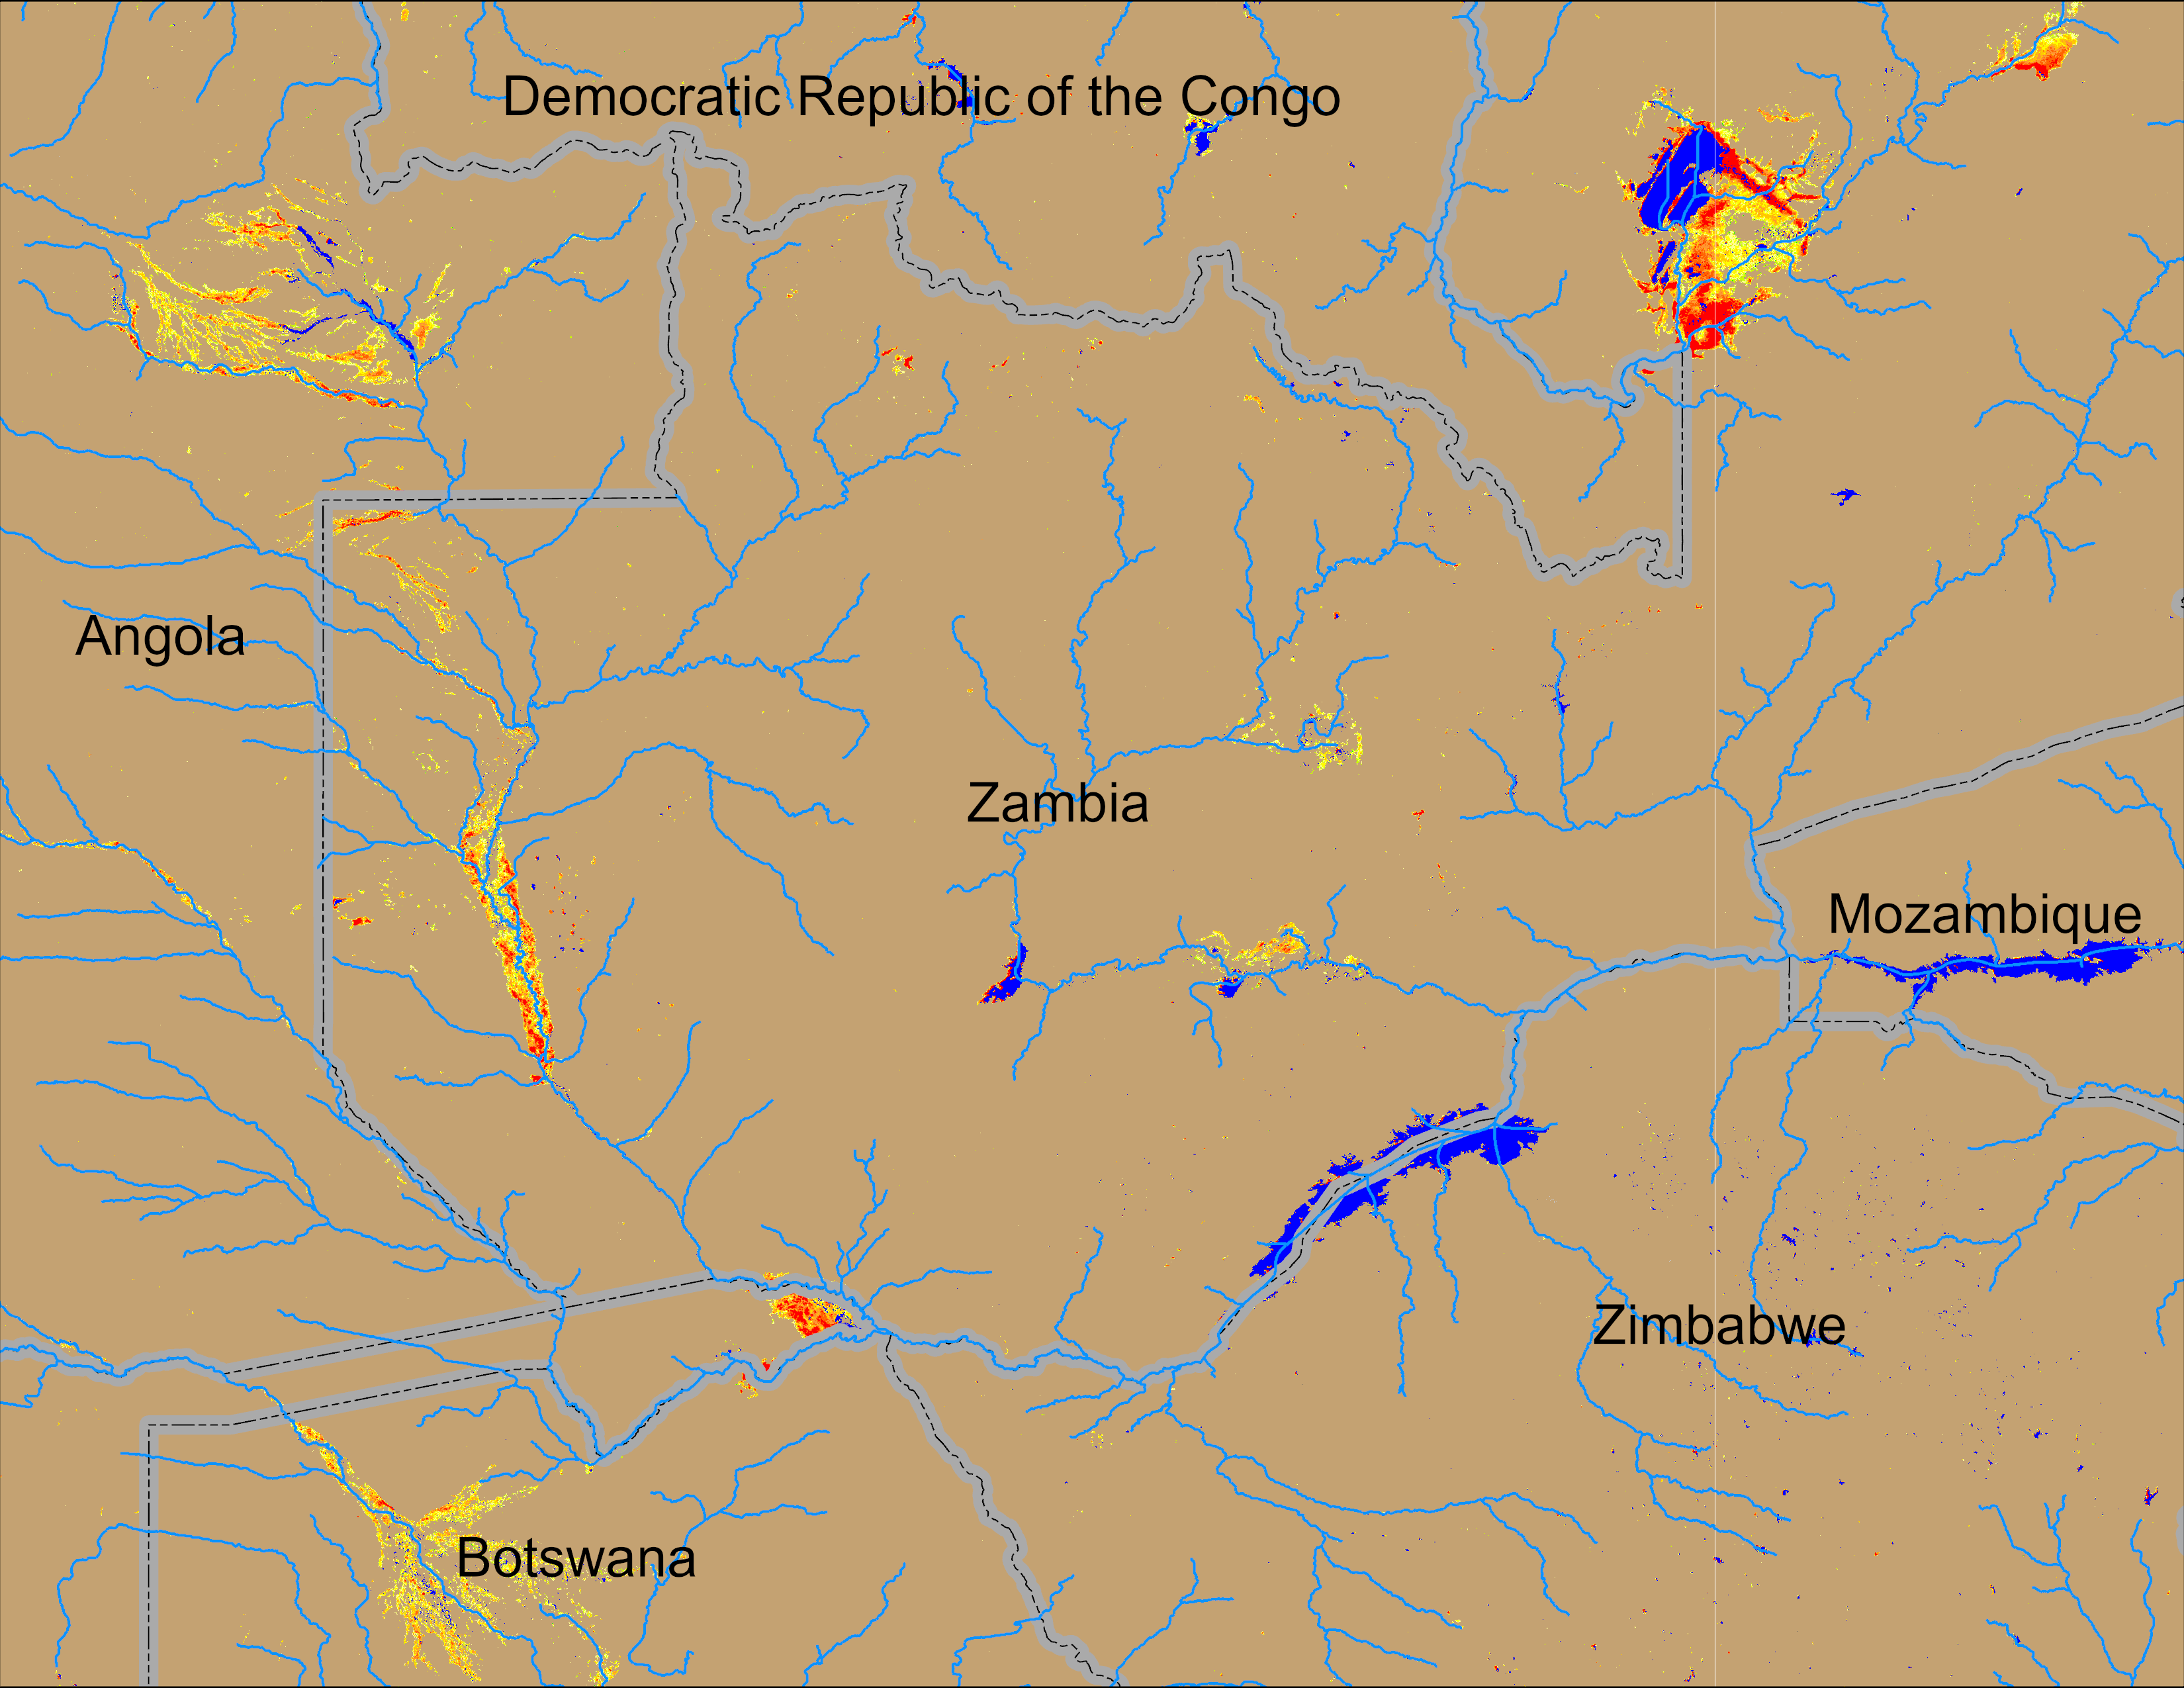 Democratic Republic of the Congo
Angola
Zambia
Mozambique
Zimbabwe
Botswana